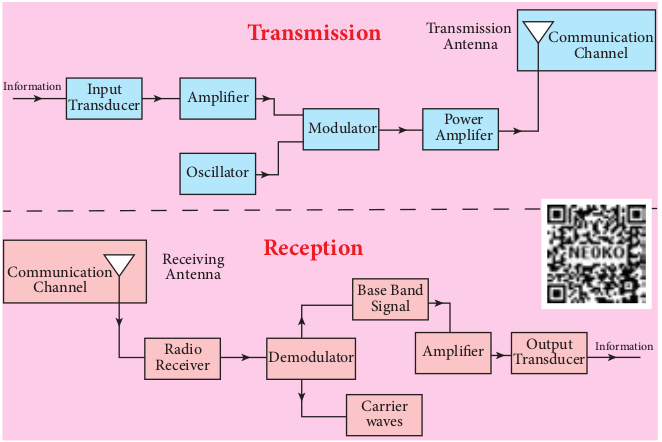 Transmission
Transmission
Antenna
Communication
Channel
Information
Input
Transducer
Amplifier
Modulator
Power
Amplifer
Oscillator
Reception
NEOKO
Communication
Channel
Receiving
Antenna
Base Band
Signal
Radio
Receiver
Demodulator
Amplifier
Output
Transducer
Information
Carrier
waves